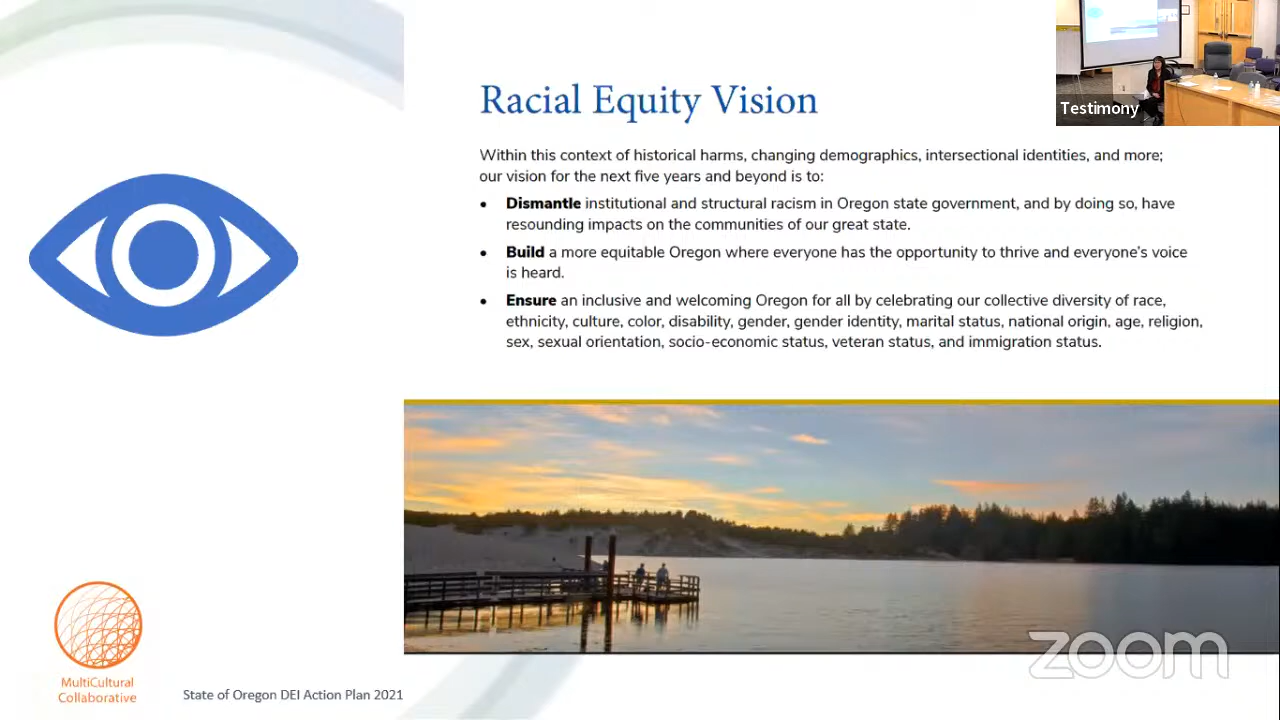 Testimony
Racial Equity Vision
Within this context of historical harms, changing demographics, intersectional identities, and more;
our vision for the next five years and beyond is to:
• Dismantle institutional and structural racism in Oregon state government, and by doing so, have
resounding impacts on the communities of our great state.
• Build a more equitable Oregon where everyone has the opportunity to thrive and everyone's voice
is heard.
• Ensure an inclusive and welcoming Oregon for all by celebrating our collective diversity of race,
ethnicity, culture, color, disability, gender, gender identity, marital status, national origin, age, religion,
sex, sexual orientation, socio-economic status, veteran status, and immigration status.
zoom
MultiCultural
Collaborative
State of Oregon DEI Action Plan 2021